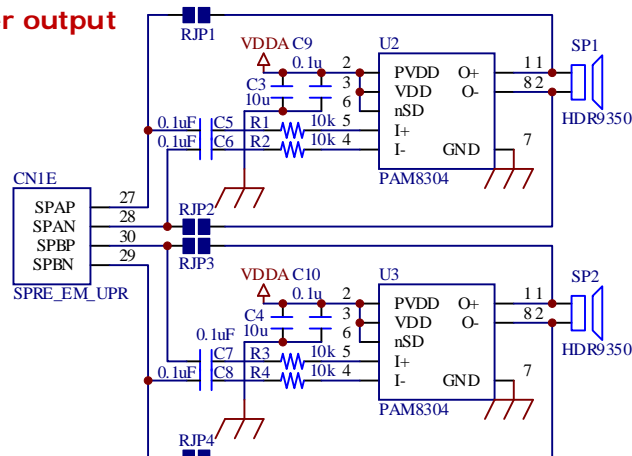 r output
RJP1
VDDA C9
U2
SP1
0.1u
2
PVDD O+
1 1
C3
3
VDD O-
8 2
10u
6
nSD
HDR9350
0.1uF C5 R1 10k 5
I+
0.1uF C6 R2 10k 4
I- GND
7
CN1E
PAM8304
SPAP
27
SPAN
28
RJP2
SPBP
30
SPBN
29
RJP3
SPRE_EM_UPR
VDDA C10
U3
SP2
0.1u
2
PVDD O+
1 1
C4
3
VDD O-
8 2
10u
6
nSD
HDR9350
0.1uF
C7 R3 10k 5
I+
0.1uF C8 R4 10k 4
I- GND
7
PAM8304
RJP4